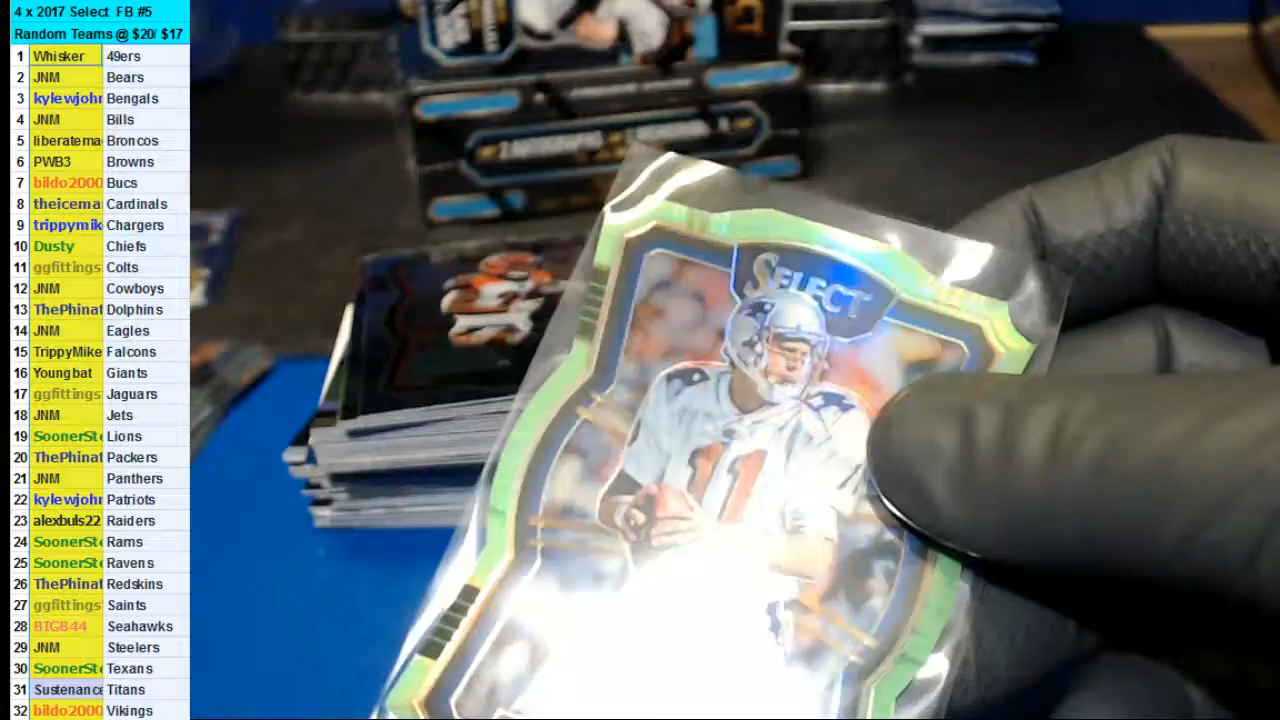 4 x 2017 Select FB #5
Random Teams @ $20/ $17
1 Whisker 49ers
2 JNM Bears
3 kylewjohr Bengals
4 JNM Bills
5 liberatema Broncos
6 PWB3 Browns
7 bildo2000 Bucs
8 theicema Cardinals
9 trippymik Chargers
10 Dusty Chiefs
11 ggfittings Colts
12 JNM Cowboys
13 ThePhinat Dolphins
14 JNM Eagles
15 TrippyMike Falcons
16 Youngbat Giants
17 ggfittings Jaguars
18 JNM Jets
19 SoonerSt Lions
20 ThePhinat Packers
21 JNM Panthers
22 kylewjohr Patriots
23 alexbuls22 Raiders
24 SoonerSt Rams
25 SoonerSt Ravens
26 ThePhinat Redskins
27 ggfittings Saints
28 BIGB44 Seahawks
29 JNM Steelers
30 SoonerSt Texans
31 Sustenance Titans
32 bildo2000 Vikings
SELECT
11